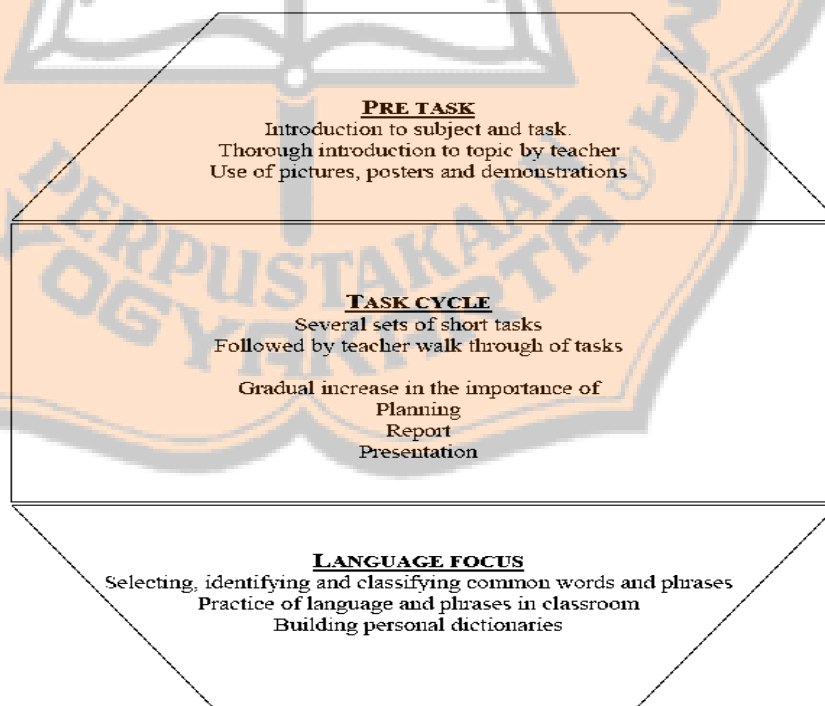 PRE TASK
Introduction to subject and task.
Thorough introduction to topic by teacher
Use of pictures, posters and demonstrations
PERPUSTAKAAN
YOGYAKARTA
TASK CYCLE
Several sets of short tasks
Followed by teacher walk through of tasks
Gradual increase in the importance of
Planning
Report
Presentation
LANGUAGE FOCUS
Selecting, identifying and classifying common words and phrases
Practice of language and phrases in classroom
Building personal dictionaries